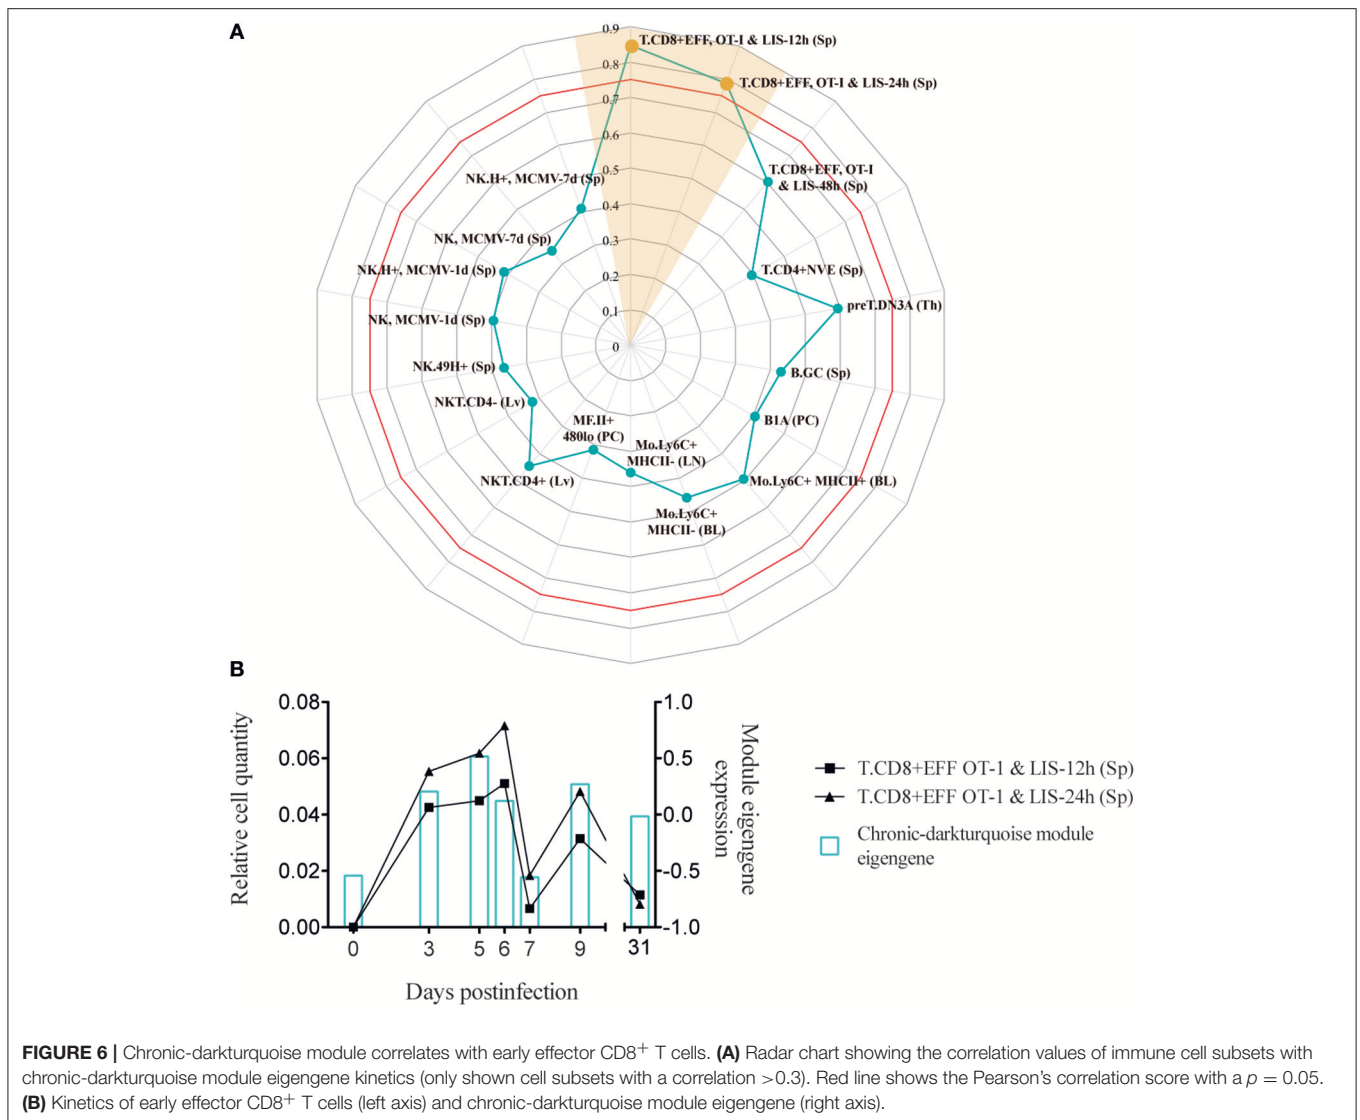 A
0.9
T.CD8+EFF, OT-I & LIS-12h (Sp)
0.8
T.CD8+EFF, OT-I & LIS-24h (Sp)
0.7
0.6
0.5
T.CD8+EFF, OT-I
& LIS-48h (Sp)
NK.H+, MCMV-7d (Sp)
0.4
0.3
NK, MCMV-7d (Sp)
NK.H+, MCMV-1d (Sp)
T.CD4+NVE (Sp)
0.2
preT.DN3A (Th)
0.1
NK, MCMV-1d (Sp)
0
NK.49H+ (Sp)
B.GC (Sp)
NKT.CD4- (Lv)
B1A (PC)
MF.II+
480lo (PC)
Mo.Ly6C+
MHCII- (LN)
NKT.CD4+ (Lv)
Mo.Ly6C+ MHCII+ (BL)
Mo.Ly6C+
MHCII- (BL)
B
Relative cell quantity
0.08
0.06
0.04
0.02
0.00
1.0
0.5
0.0
-0.5
-1.0
Module eigengene
expression
0 3 5 6 7 9 31
Days postinfection
T.CD8+EFF OT-1 & LIS-12h (Sp)
T.CD8+EFF OT-1 & LIS-24h (Sp)
Chronic-darkturquoise module
eigengene
FIGURE 6 | Chronic-darkturquoise module correlates with early effector CD8+ T cells. (A) Radar chart showing the correlation values of immune cell subsets with
chronic-darkturquoise module eigengene kinetics (only shown cell subsets with a correlation >0.3). Red line shows the Pearson's correlation score with a p = 0.05.
(B) Kinetics of early effector CD8+ T cells (left axis) and chronic-darkturquoise module eigengene (right axis).